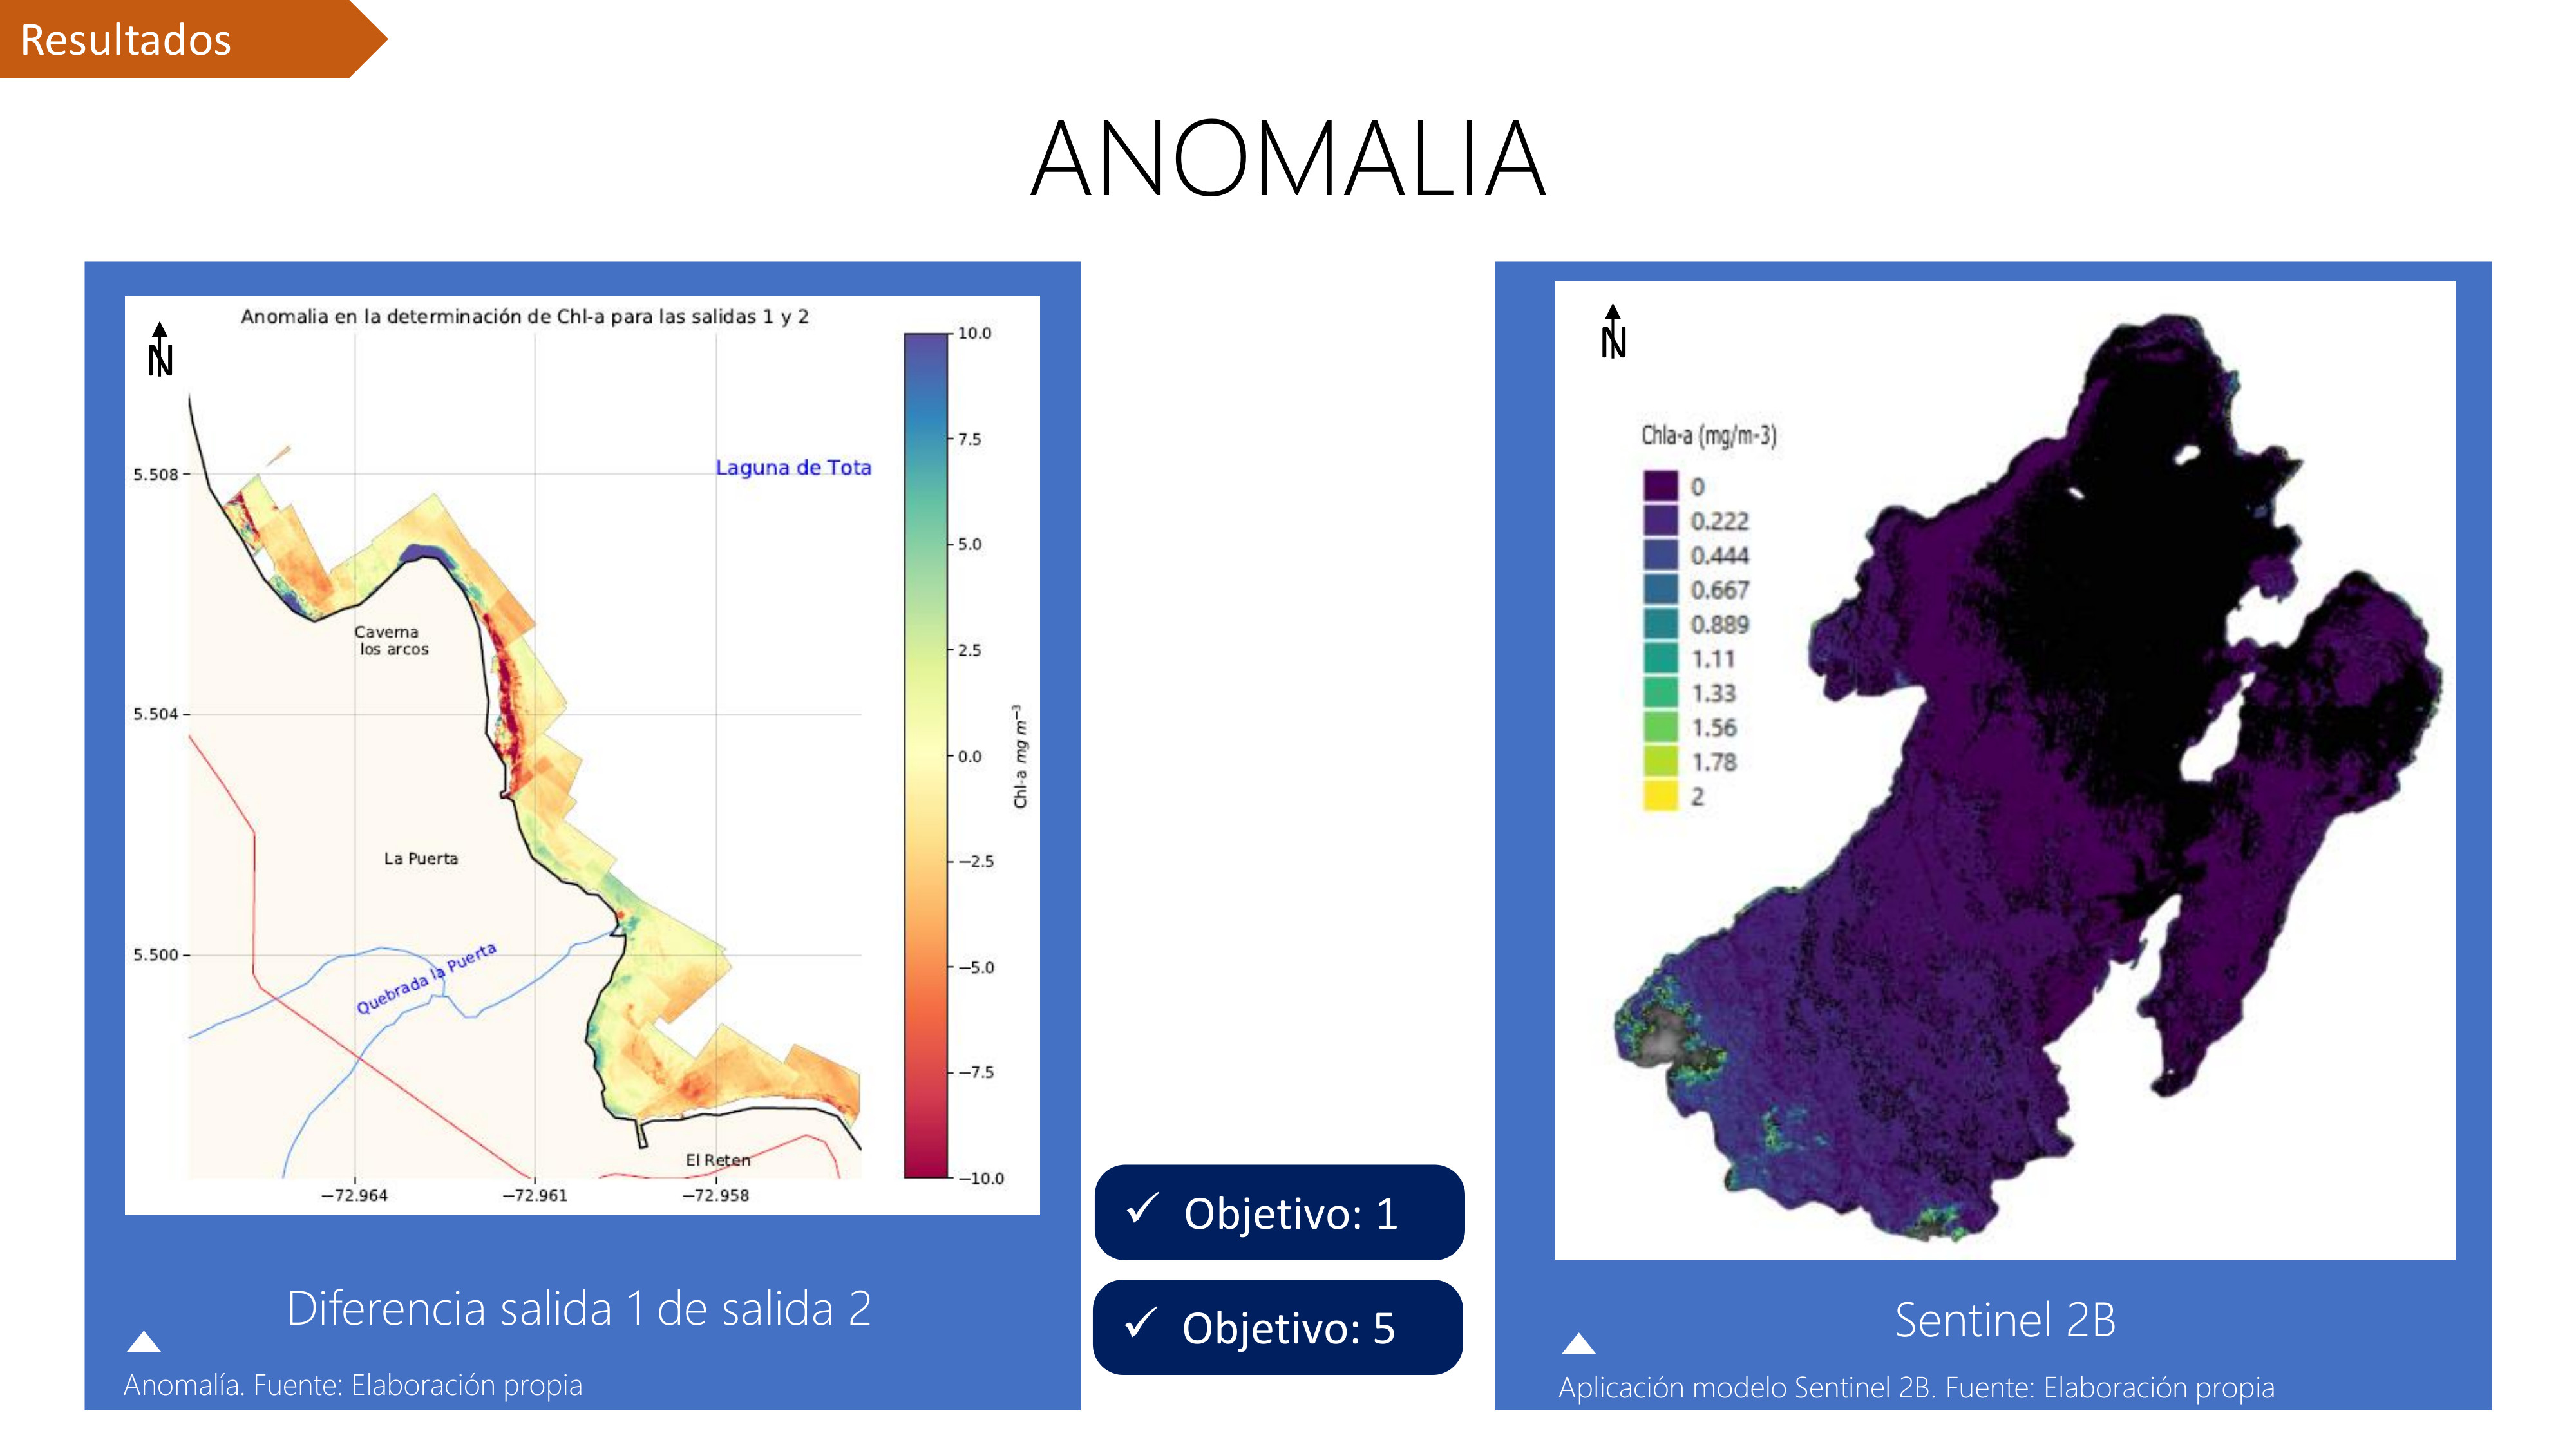 Resultados
ANOMALIA
Anomalia en la determinación de Chl-a para las salidas 1 y 2
N
10.0
7.5
5.0
2.5
0.0
−2.5
−5.0
−7.5
−10.0
Chl-a mg m⁻³
5.508
5.504
5.500
−72.964
−72.961
−72.958
Laguna de Tota
Caverna
los arcos
La Puerta
Quebrada la Puerta
El Reten
Diferencia salida 1 de salida 2
Anomalía. Fuente: Elaboración propia
✓ Objetivo: 1
✓ Objetivo: 5
N
Chla-a (mg/m-3)
0
0.222
0.444
0.667
0.889
1.11
1.33
1.56
1.78
2
Sentinel 2B
Aplicación modelo Sentinel 2B. Fuente: Elaboración propia